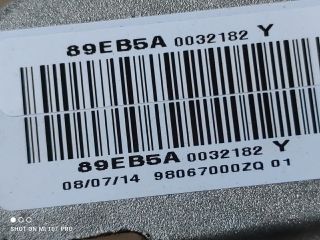 89EB5A 0032182 Y
89EB5A 0032182 Y
08/07/14 98067000ZQ 01
SHOT ON MI 10T PRO